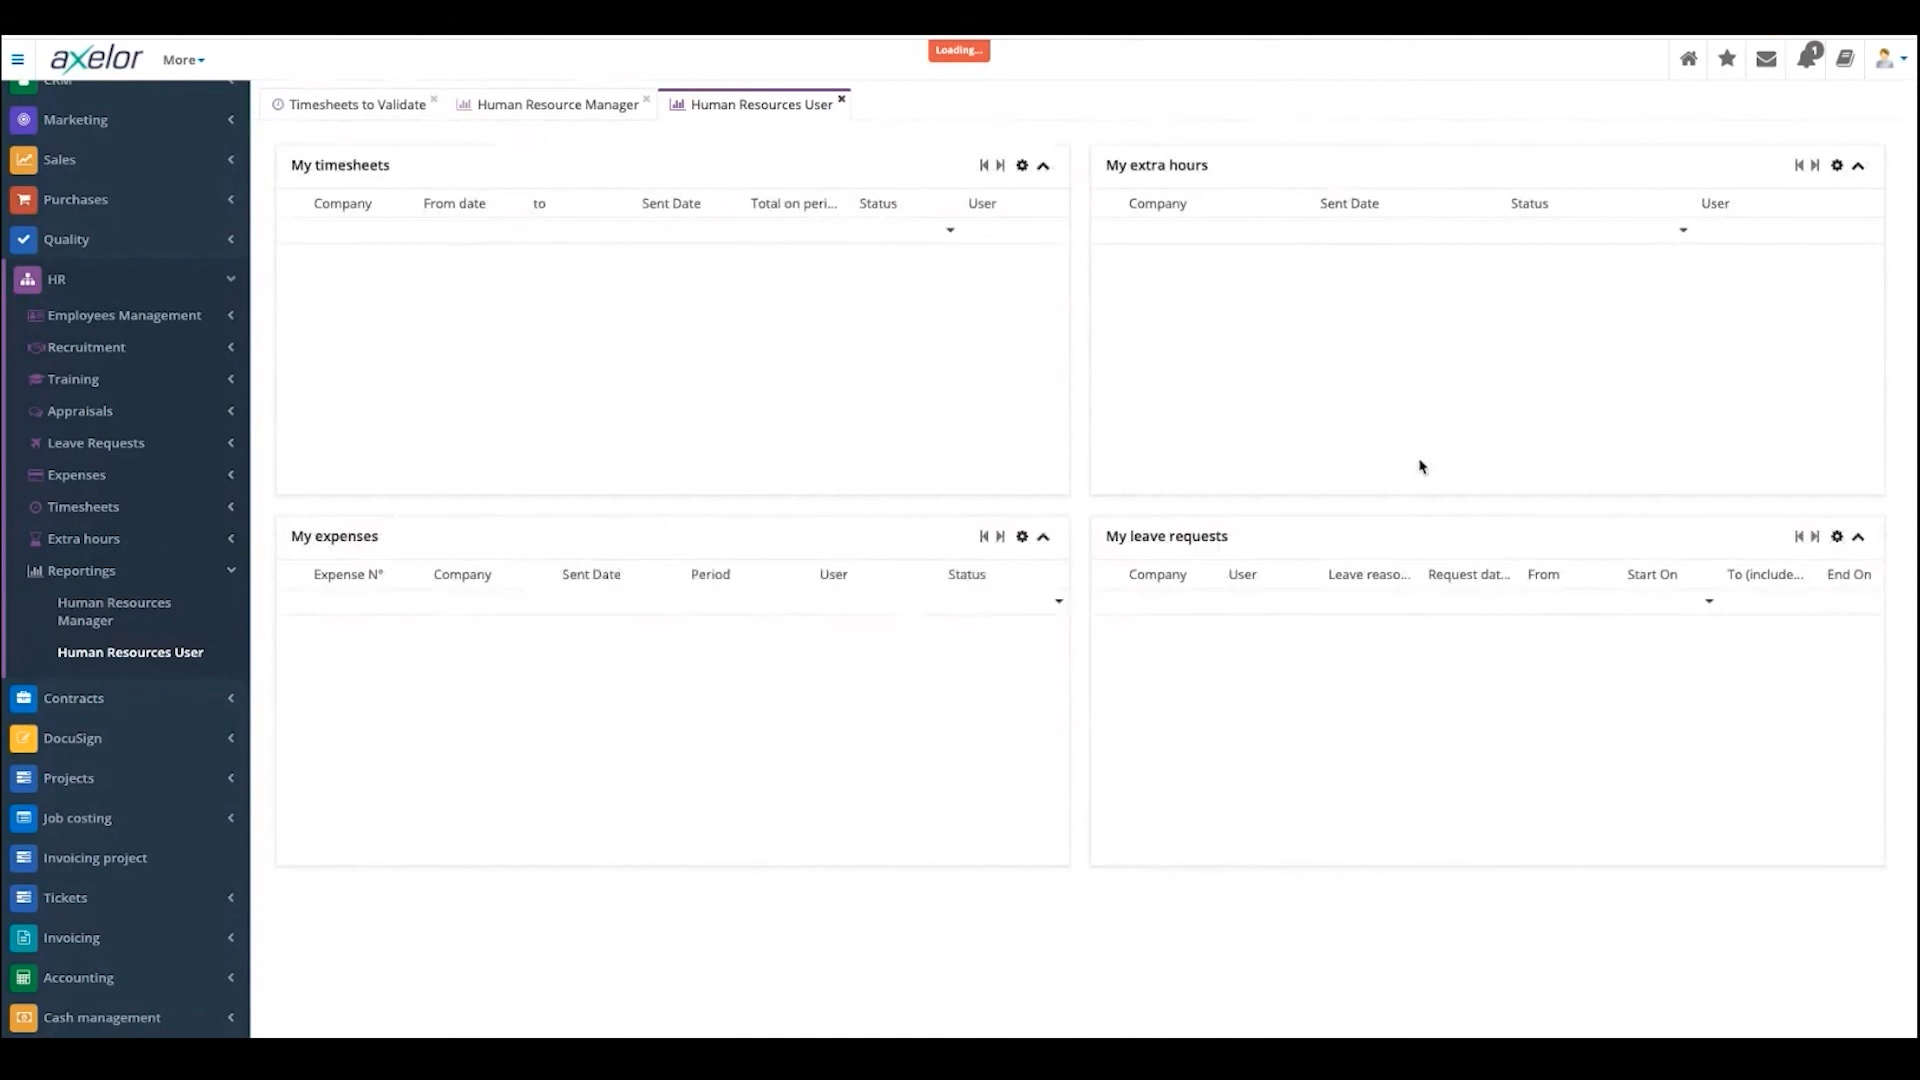 axelor More Loading... 1
CRM
Marketing
Sales
Purchases
Quality
HR
Employees Management
Recruitment
Training
Appraisals
Leave Requests
Expenses
Timesheets
Extra hours
Reportings
Human Resources
Manager
Human Resources User
Contracts
DocuSign
Projects
Job costing
Invoicing project
Tickets
Invoicing
Accounting
Cash management
Timesheets to Validate Human Resource Manager Human Resources User
My timesheets
Company From date to Sent Date Total on peri... Status User
My extra hours
Company Sent Date Status User
My expenses
Expense N° Company Sent Date Period User Status
My leave requests
Company User Leave reaso... Request dat... From Start On To (include... End On